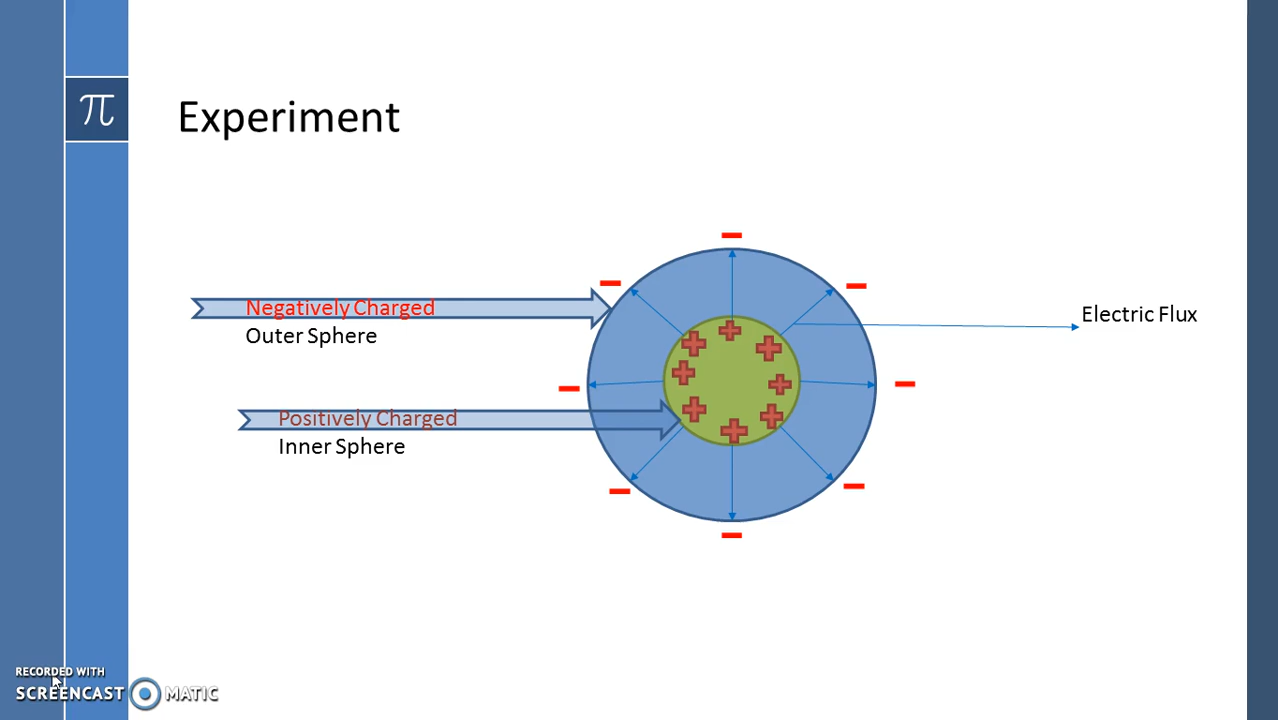 π
Experiment
Negatively Charged
Outer Sphere
Electric Flux
Positively Charged
Inner Sphere
RECORDED WITH
SCREENCAST MATIC